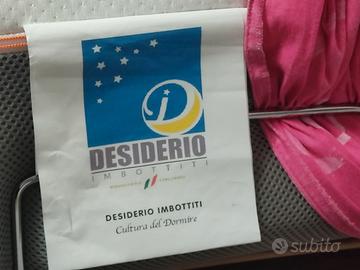 DESIDERIO
IMBOTTITI
DESIDERIO IMBOTTITI
Cultura del Dormire
subito